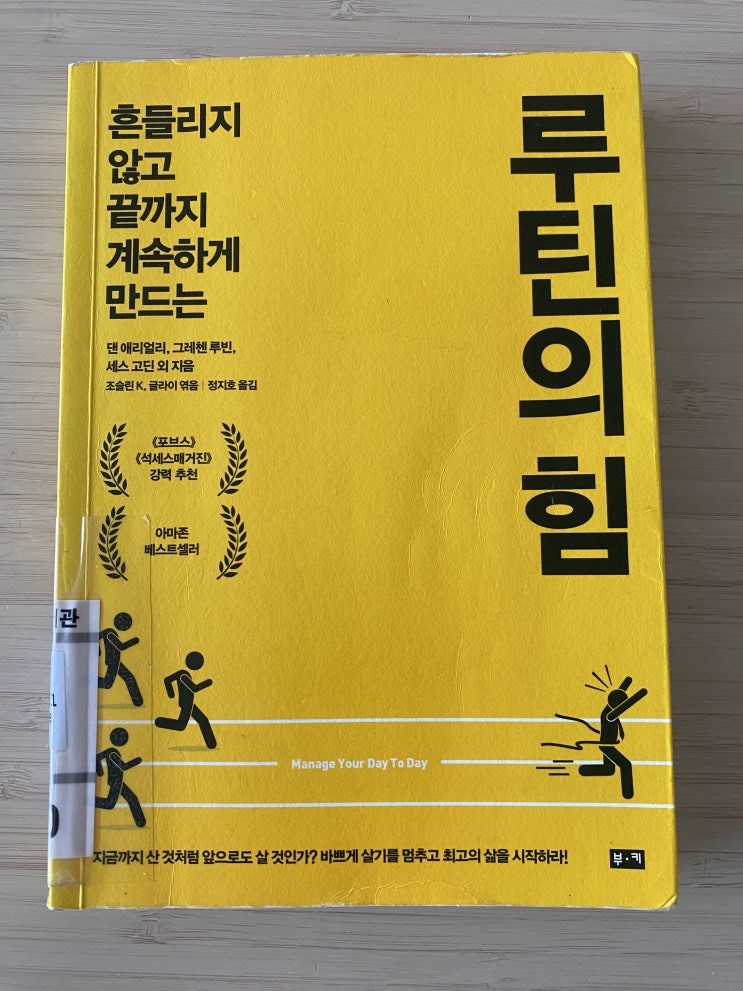 흔들리지
않고
끝까지
계속하게
만드는
루틴의 힘
댄 애리얼리, 그레첸 루빈,
세스 고딘 외 지음
조슬린 K. 글라이 엮음 | 정지호 옮김
《포브스》
《석세스매거진》
강력 추천
아마존
베스트셀러
관
Manage Your Day To Day
지금까지 산 것처럼 앞으로도 살 것인가? 바쁘게 살기를 멈추고 최고의 삶을 시작하라!
부·키